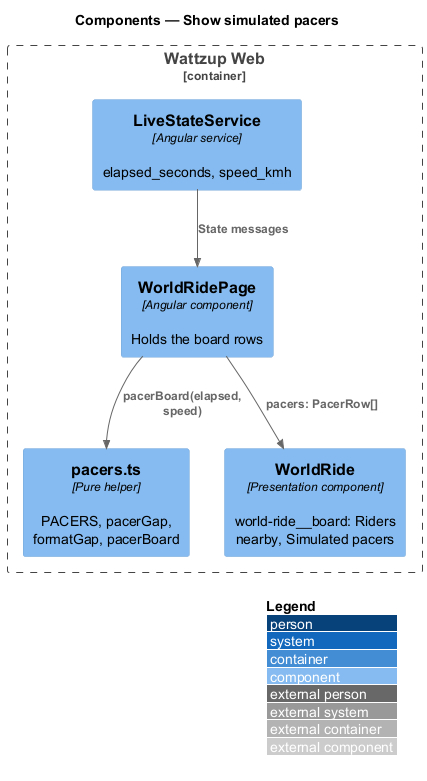 Components — Show simulated pacers
Wattzup Web
[container]
LiveStateService
[Angular service]
elapsed_seconds, speed_kmh
State messages
WorldRidePage
[Angular component]
Holds the board rows
pacerBoard(elapsed,
speed)
pacers: PacerRow[]
pacers.ts
[Pure helper]
PACERS, pacerGap,
formatGap, pacerBoard
WorldRide
[Presentation component]
world-ride__board: Riders
nearby, Simulated pacers
Legend
person
system
container
component
external person
external system
external container
external component